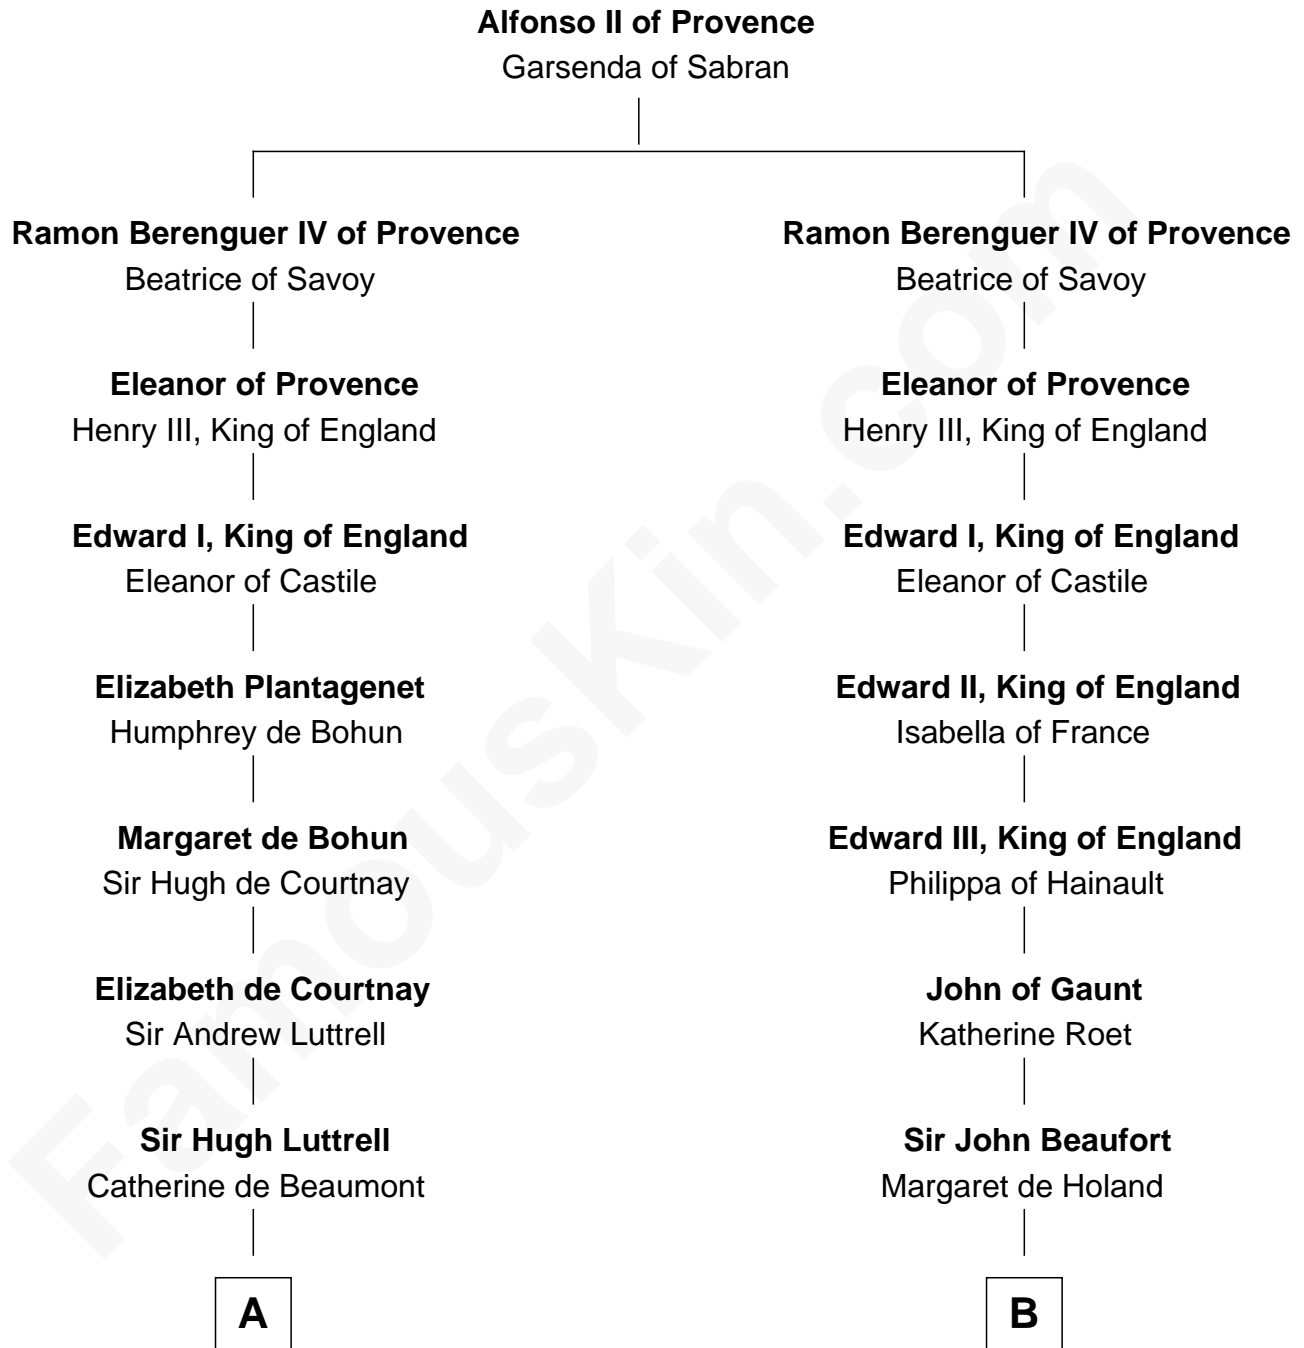 Alfonso II of Provence
Garsenda of Sabran
Ramon Berenguer IV of Provence
Beatrice of Savoy
Eleanor of Provence
Henry III, King of England
Edward I, King of England
Eleanor of Castile
Elizabeth Plantagenet
Humphrey de Bohun
Margaret de Bohun
Sir Hugh de Courtnay
Elizabeth de Courtnay
Sir Andrew Luttrell
Sir Hugh Luttrell
Catherine de Beaumont
A
Ramon Berenguer IV of Provence
Beatrice of Savoy
Eleanor of Provence
Henry III, King of England
Edward I, King of England
Eleanor of Castile
Edward II, King of England
Isabella of France
Edward III, King of England
Philippa of Hainault
John of Gaunt
Katherine Roet
Sir John Beaufort
Margaret de Holand
B
FamousKin.com